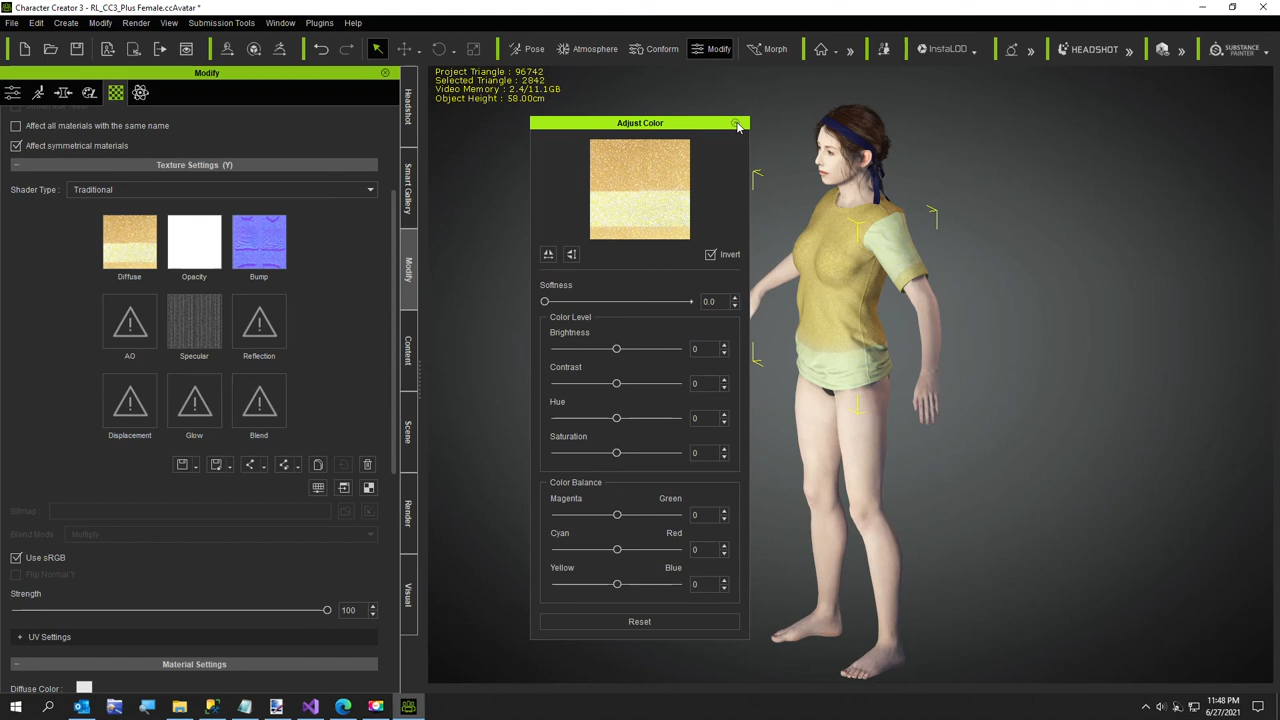 Character Creator 3 - RL_CC3_Plus Female.ccAvatar *
File Edit Create Modify Render Submission Tools Window Plugins Help
Pose Atmosphere Conform Modify Morph InstaLOD HEADSHOT SUBSTANCE PAINTER
Modify
Project Triangle : 96742
Selected Triangle : 2842
Video Memory : 2.4/11.1GB
Object Height : 58.00cm
Affect all materials with the same name
Affect symmetrical materials
Texture Settings (Y)
Shader Type : Traditional
Diffuse Opacity Bump
AO Specular Reflection
Displacement Glow Blend
Bitmap :
Blend Mode : Multiply
Use sRGB
Flip Normal Y
Strength
100
+ UV Settings
Material Settings
Diffuse Color :
Headshot
Smart Gallery
Modify
Content
Scene
Render
Visual
Adjust Color
Invert
Softness
0.0
Color Level
Brightness
0
Contrast
0
Hue
0
Saturation
0
Color Balance
Magenta Green
0
Cyan Red
0
Yellow Blue
0
Reset
11:48 PM
6/27/2021